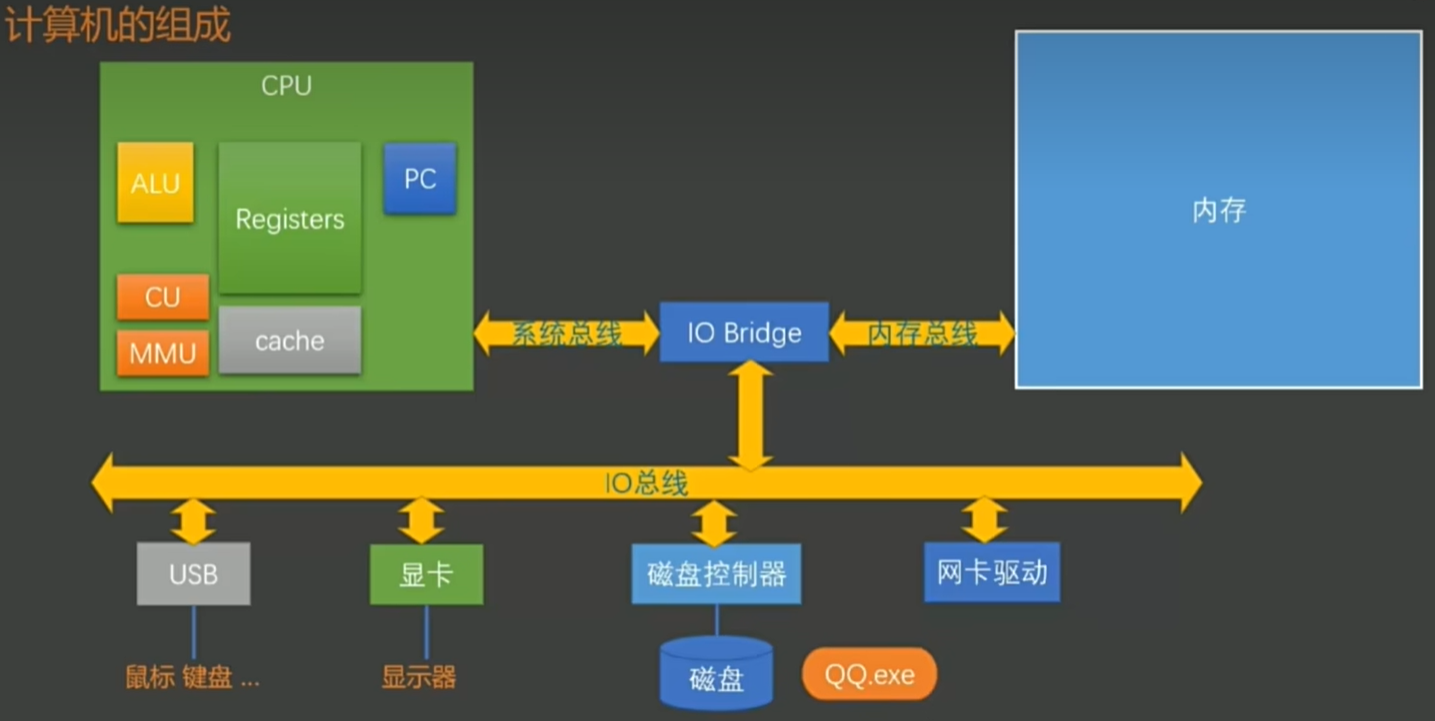 计算机的组成
CPU
ALU
Registers
PC
CU
MMU
cache
系统总线
IO Bridge
内存总线
内存
IO总线
USB
显卡
磁盘控制器
网卡驱动
鼠标 键盘 ...
显示器
磁盘
QQ.exe